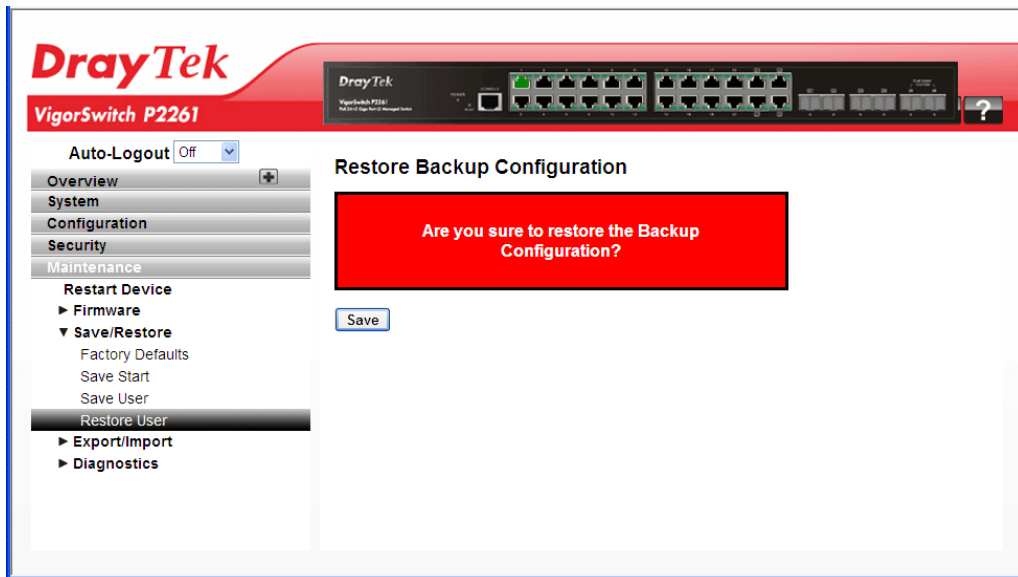 DrayTek
VigorSwitch P2261
DrayTek
VigorSwitch P2261
?
Auto-Logout Off
Overview
System
Configuration
Security
Maintenance
Restart Device
► Firmware
▼ Save/Restore
Factory Defaults
Save Start
Save User
Restore User
► Export/Import
► Diagnostics
Restore Backup Configuration
Are you sure to restore the Backup
Configuration?
Save